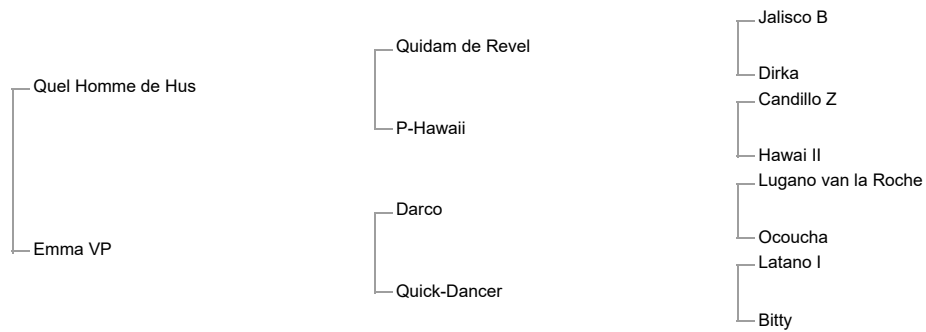 Jalisco B
Quidam de Revel
Dirka
Quel Homme de Hus
Candillo Z
P-Hawaii
Hawai II
Lugano van la Roche
Darco
Ocoucha
Emma VP
Latano I
Quick-Dancer
Bitty